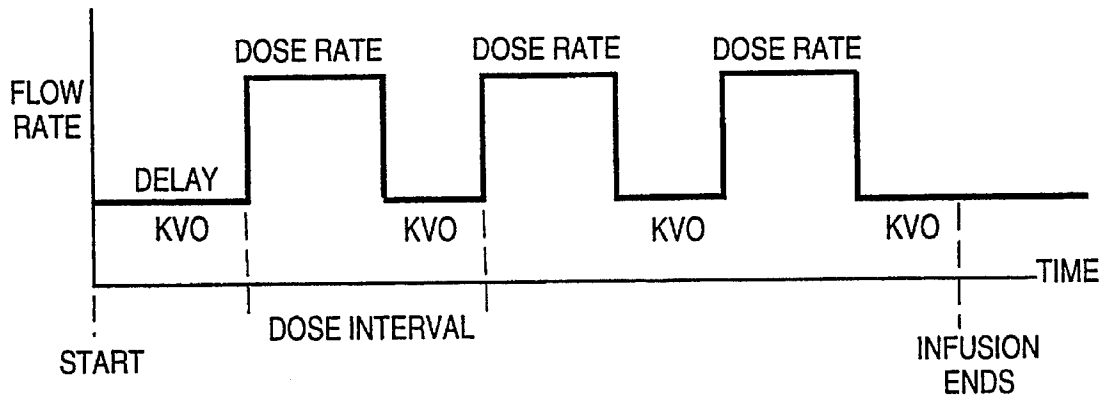 DOSE RATE DOSE RATE DOSE RATE
FLOW
RATE
DELAY
KVO KVO KVO KVO
TIME
DOSE INTERVAL
START
INFUSION
ENDS